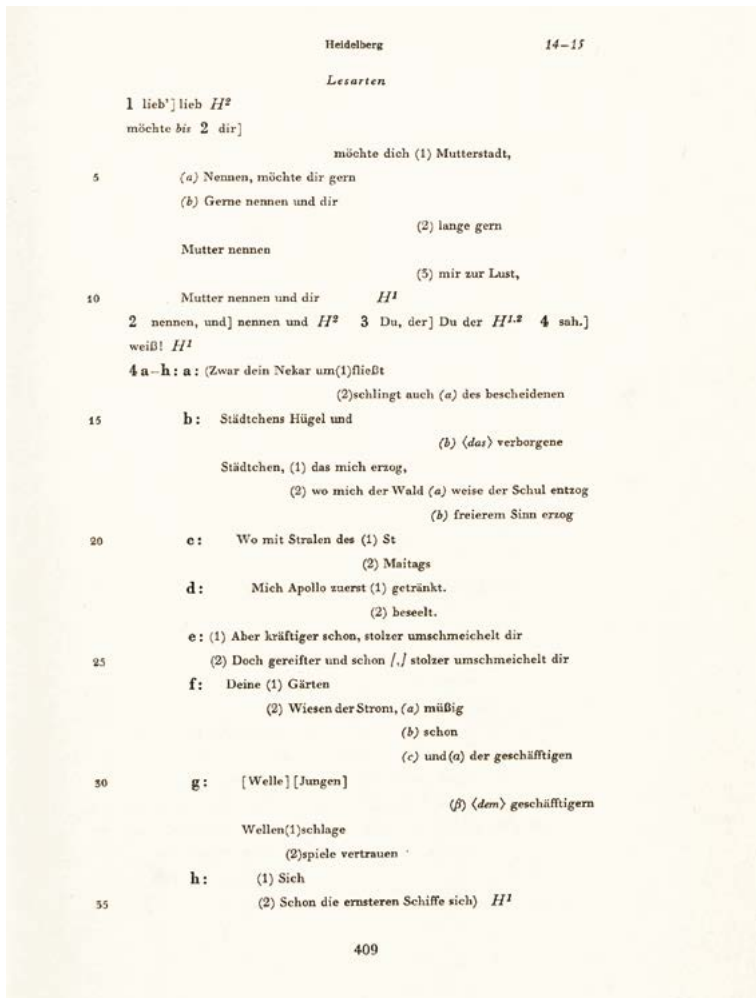 Heidelberg 14–15
Lesarten
1 lieb'] lieb H²
möchte bis 2 dir]
möchte dich (1) Mutterstadt,
5 (a) Nennen, möchte dir gern
(b) Gerne nennen und dir
(2) lange gern
Mutter nennen
(3) mir zur Lust,
10 Mutter nennen und dir H¹
2 nennen, und] nennen und H² 3 Du, der] Du der H¹·² 4 sah.]
weiß! H¹
4 a–h: a: (Zwar dein Nekar um(1)fließt
(2)schlingt auch (a) des bescheidenen
15 b: Städtchens Hügel und
(b) ⟨das⟩ verborgene
Städtchen, (1) das mich erzog,
(2) wo mich der Wald (a) weise der Schul entzog
(b) freierem Sinn erzog
20 c: Wo mit Stralen des (1) St
(2) Maitags
d: Mich Apollo zuerst (1) getränkt.
(2) beseelt.
e: (1) Aber kräftiger schon, stolzer umschmeichelt dir
25 (2) Doch gereifter und schon [,] stolzer umschmeichelt dir
f: Deine (1) Gärten
(2) Wiesen der Strom, (a) müßig
(b) schon
(c) und (α) der geschäfftigen
30 g: [Welle] [Jungen]
(β) ⟨dem⟩ geschäfftigern
Wellen(1)schlage
(2)spiele vertrauen
h: (1) Sich
35 (2) Schon die ernsteren Schiffe sich) H¹
409